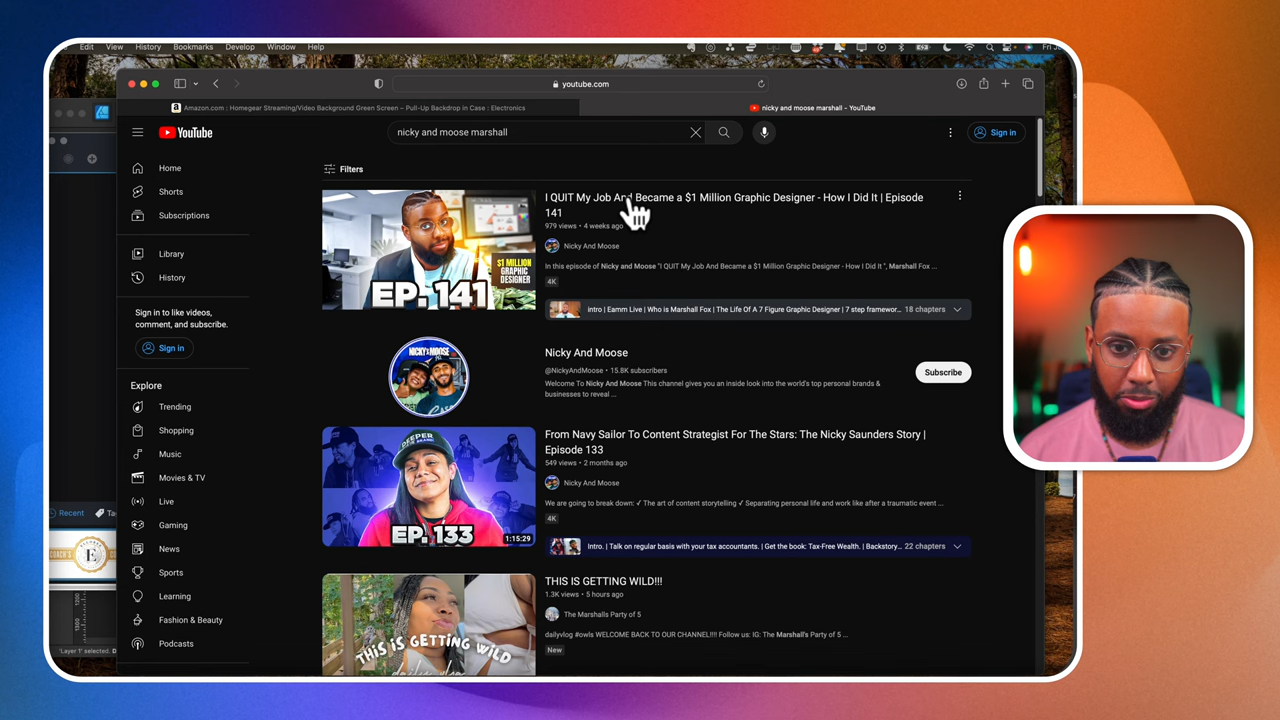 Edit View History Bookmarks Develop Window Help
youtube.com
Amazon.com : Homegear Streaming/Video Background Green Screen – Pull-Up Backdrop in Case : Electronics
nicky and moose marshall - YouTube
YouTube
nicky and moose marshall
Sign in
Home
Shorts
Subscriptions
Library
History
Sign in to like videos,
comment, and subscribe.
Sign in
Explore
Trending
Shopping
Music
Movies & TV
Live
Gaming
News
Sports
Learning
Fashion & Beauty
Podcasts
Filters
$1 MILLION
GRAPHIC
DESIGNER
EP. 141
I QUIT My Job And Became a $1 Million Graphic Designer - How I Did It | Episode
141
979 views • 4 weeks ago
Nicky And Moose
In this episode of Nicky and Moose "I QUIT My Job And Became a $1 Million Graphic Designer - How I Did It ", Marshall Fox ...
4K
intro | Eamm Live | Who is Marshall Fox | The Life Of A 7 Figure Graphic Designer | 7 step framewor... 18 chapters
NICKY & MOOSE
Nicky And Moose
@NickyAndMoose • 15.8K subscribers
Welcome To Nicky And Moose This channel gives you an inside look into the world's top personal brands &
businesses to reveal ...
Subscribe
DEEPER
EP.133
1:15:29
From Navy Sailor To Content Strategist For The Stars: The Nicky Saunders Story |
Episode 133
549 views • 2 months ago
Nicky And Moose
We are going to break down: ✓ The art of content storytelling ✓ Separating personal life and work like after a traumatic event ...
4K
Intro. | Talk on regular basis with your tax accountants. | Get the book: Tax-Free Wealth. | Backstory... 22 chapters
THIS IS GETTING WILD
THIS IS GETTING WILD!!!
1.3K views • 5 hours ago
The Marshalls Party of 5
dailyvlog #owls WELCOME BACK TO OUR CHANNEL!!!! Follow us: IG: The Marshall's Party of 5 ...
New
Recent
COACH'S
E
1200
1300
'Layer 1' selected.